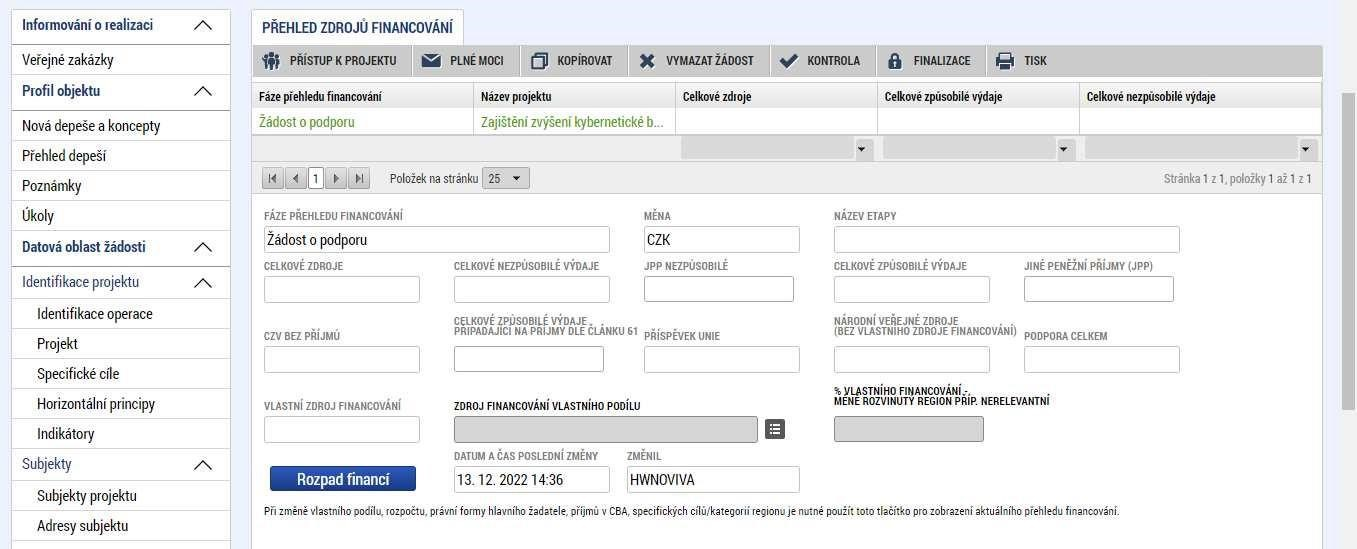 Informování o realizaci
Veřejné zakázky
Profil objektu
Nová depeše a koncepty
Přehled depeší
Poznámky
Úkoly
Datová oblast žádosti
Identifikace projektu
Identifikace operace
Projekt
Specifické cíle
Horizontální principy
Indikátory
Subjekty
Subjekty projektu
Adresy subjektu
PŘEHLED ZDROJŮ FINANCOVÁNÍ
PŘÍSTUP K PROJEKTU PLNÉ MOCI KOPÍROVAT VYMAZAT ŽÁDOST KONTROLA FINALIZACE TISK
Fáze přehledu financování Název projektu Celkové zdroje Celkové způsobilé výdaje Celkové nezpůsobilé výdaje
Žádost o podporu Zajištění zvýšení kybernetické b...
1 Položek na stránku 25 Stránka 1 z 1, položky 1 až 1 z 1
FÁZE PŘEHLEDU FINANCOVÁNÍ MĚNA NÁZEV ETAPY
Žádost o podporu CZK
CELKOVÉ ZDROJE CELKOVÉ NEZPŮSOBILÉ VÝDAJE JPP NEZPŮSOBILÉ CELKOVÉ ZPŮSOBILÉ VÝDAJE JINÉ PENĚŽNÍ PŘÍJMY (JPP)
CELKOVÉ ZPŮSOBILÉ VÝDAJE NÁRODNÍ VEŘEJNÉ ZDROJE
CZV BEZ PŘÍJMŮ PŘIPADAJÍCÍ NA PŘÍJMY DLE ČLÁNKU 61 PŘÍSPĚVEK UNIE (BEZ VLASTNÍHO ZDROJE FINANCOVÁNÍ) PODPORA CELKEM
% VLASTNÍHO FINANCOVÁNÍ -
VLASTNÍ ZDROJ FINANCOVÁNÍ ZDROJ FINANCOVÁNÍ VLASTNÍHO PODÍLU MÉNĚ ROZVINUTÝ REGION PŘÍP. NERELEVANTNÍ
DATUM A ČAS POSLEDNÍ ZMĚNY ZMĚNIL
Rozpad financí 13. 12. 2022 14:36 HWNOVIVA
Při změně vlastního podílu, rozpočtu, právní formy hlavního žadatele, příjmů v CBA, specifických cílů/kategorií regionu je nutné použít toto tlačítko pro zobrazení aktuálního přehledu financování.